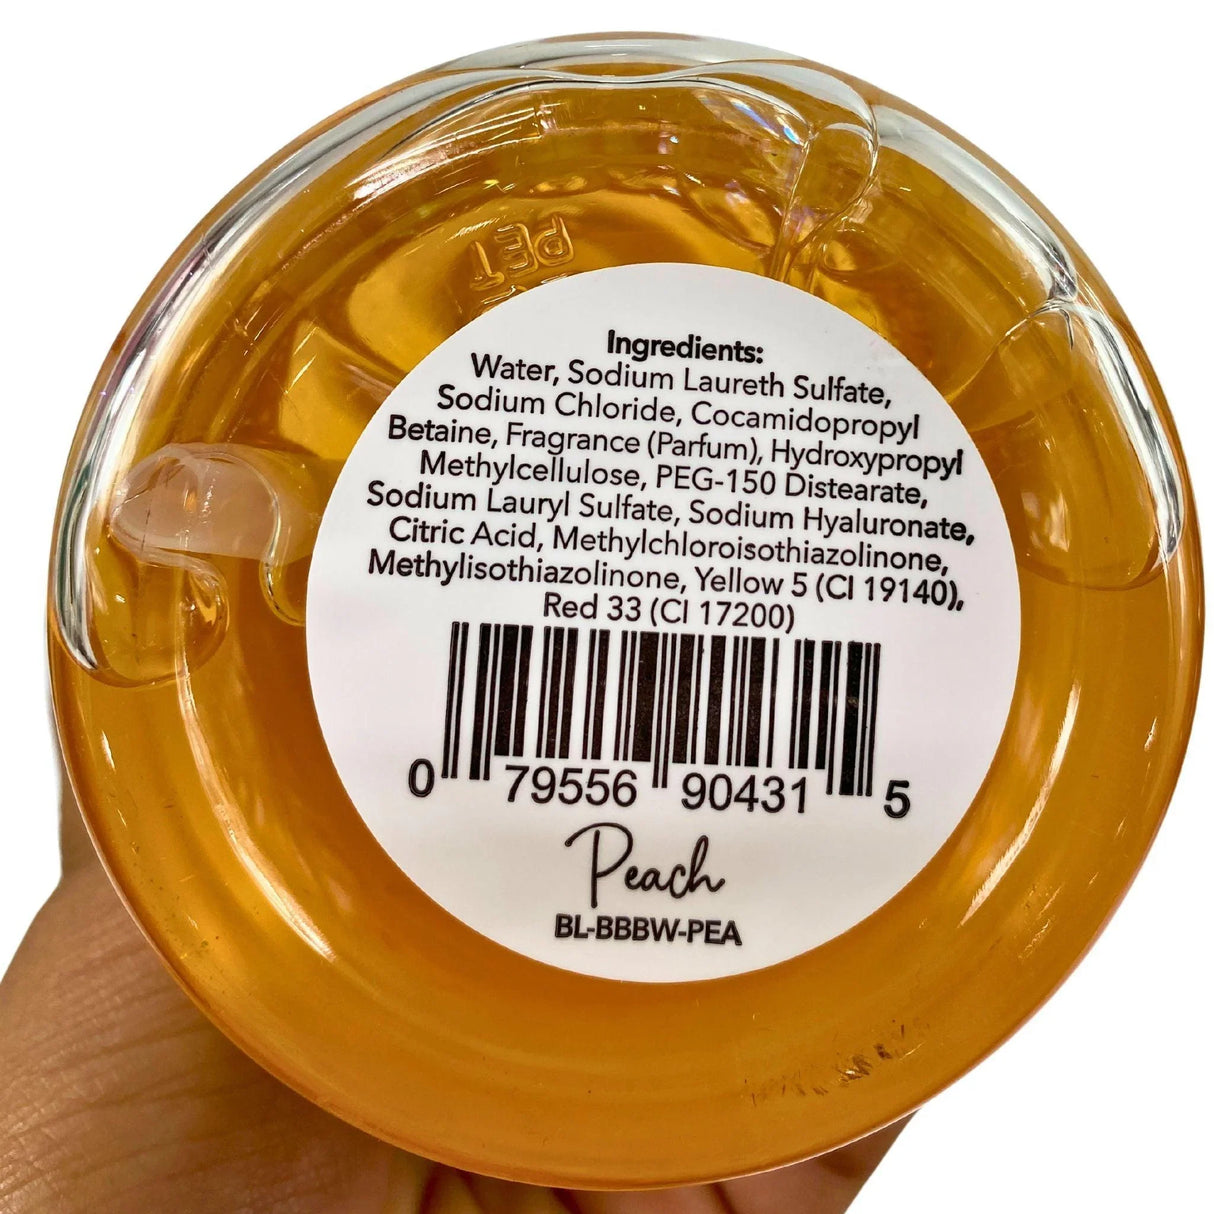 PET
Ingredients:
Water, Sodium Laureth Sulfate,
Sodium Chloride, Cocamidopropyl
Betaine, Fragrance (Parfum), Hydroxypropyl
Methylcellulose, PEG-150 Distearate,
Sodium Lauryl Sulfate, Sodium Hyaluronate,
Citric Acid, Methylchloroisothiazolinone,
Methylisothiazolinone, Yellow 5 (CI 19140),
Red 33 (CI 17200)
0 79556 90431 5
Peach
BL-BBBW-PEA